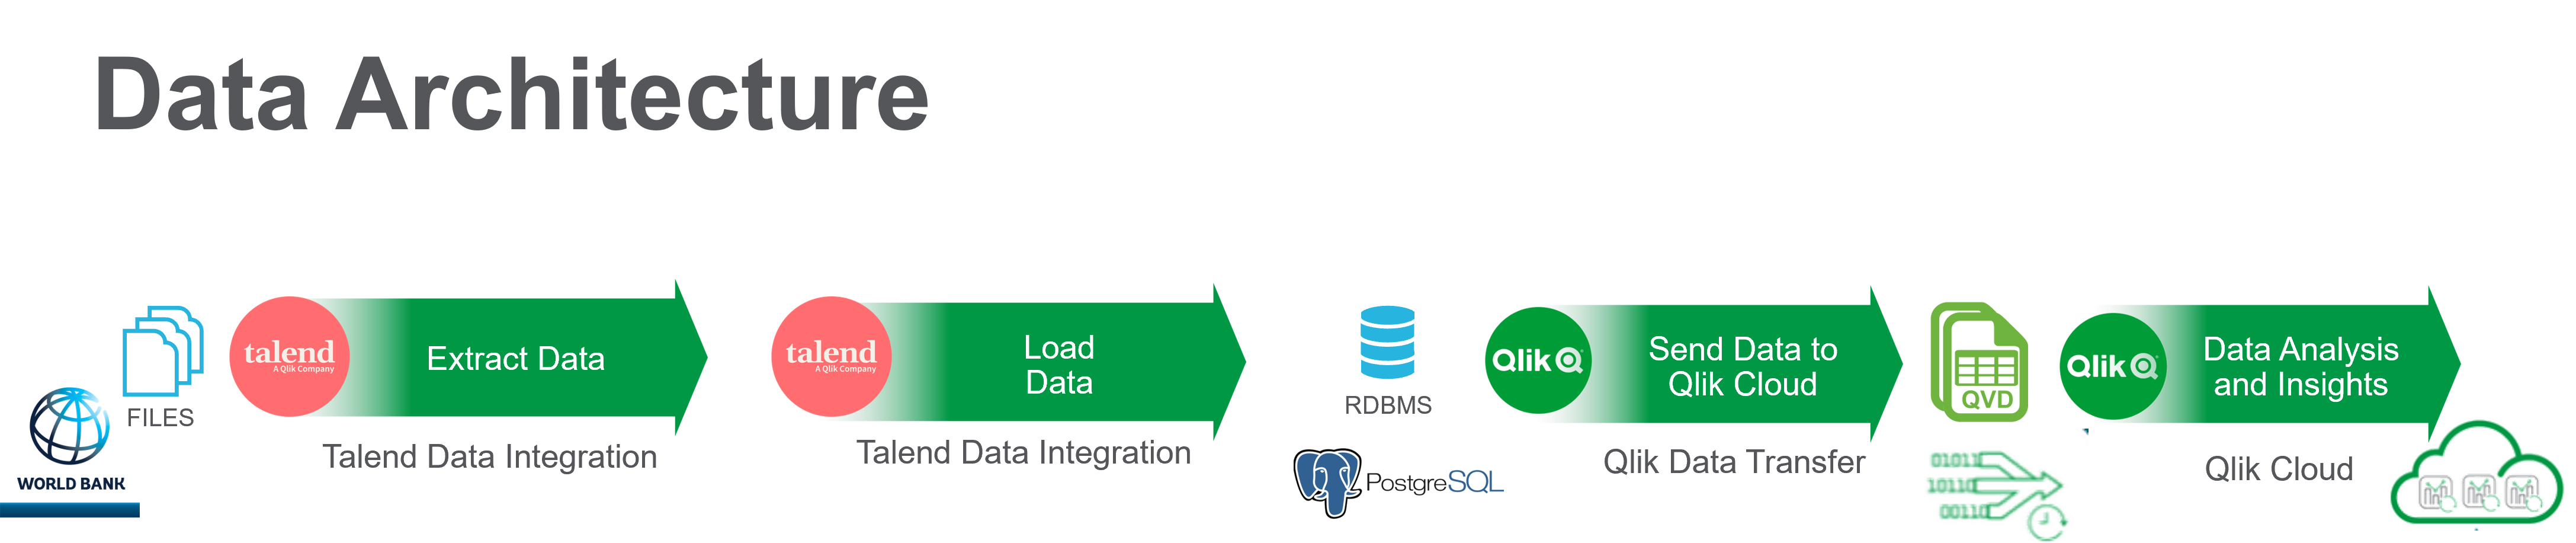 Data Architecture
FILES
WORLD BANK
talend
A Qlik Company
Extract Data
Talend Data Integration
talend
A Qlik Company
Load
Data
Talend Data Integration
RDBMS
PostgreSQL
Qlik
Send Data to
Qlik Cloud
Qlik Data Transfer
QVD
01011
10110
00110
Qlik
Data Analysis
and Insights
Qlik Cloud